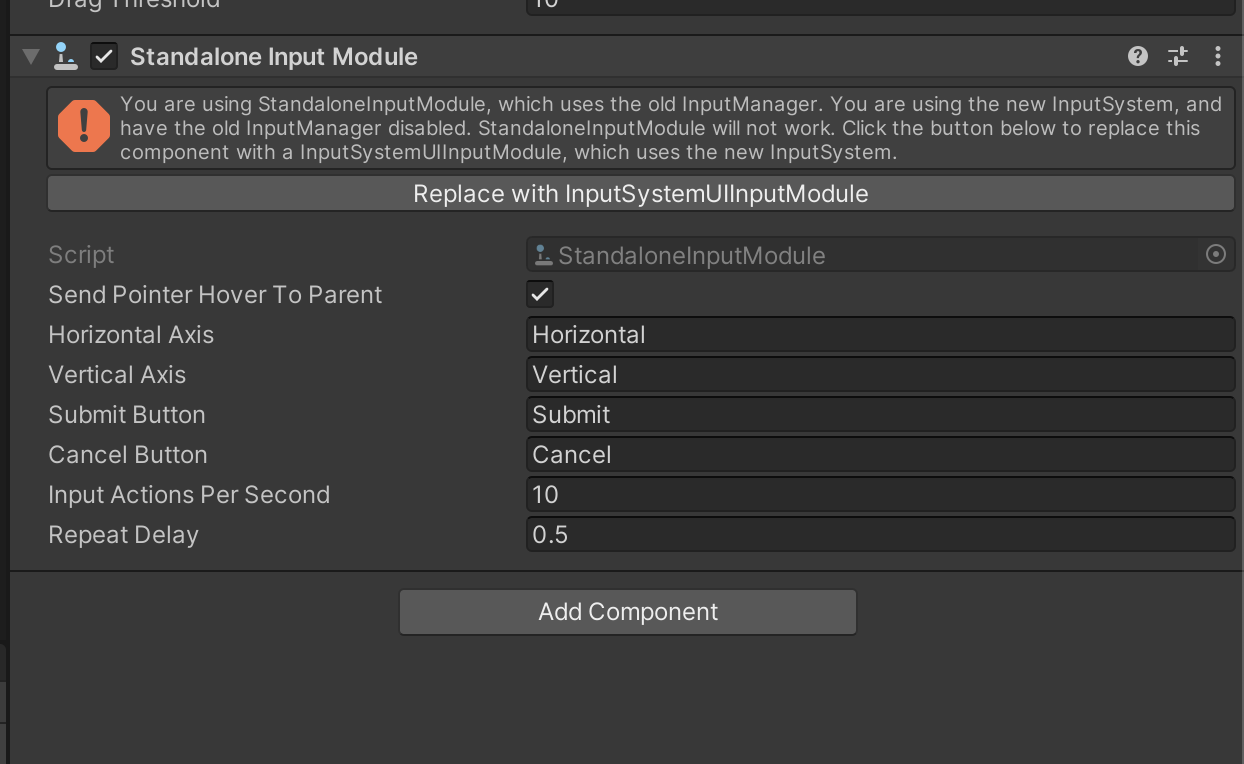 Drag Threshold 10
Standalone Input Module
You are using StandaloneInputModule, which uses the old InputManager. You are using the new InputSystem, and
have the old InputManager disabled. StandaloneInputModule will not work. Click the button below to replace this
component with a InputSystemUIInputModule, which uses the new InputSystem.
Replace with InputSystemUIInputModule
Script StandaloneInputModule
Send Pointer Hover To Parent
Horizontal Axis Horizontal
Vertical Axis Vertical
Submit Button Submit
Cancel Button Cancel
Input Actions Per Second 10
Repeat Delay 0.5
Add Component